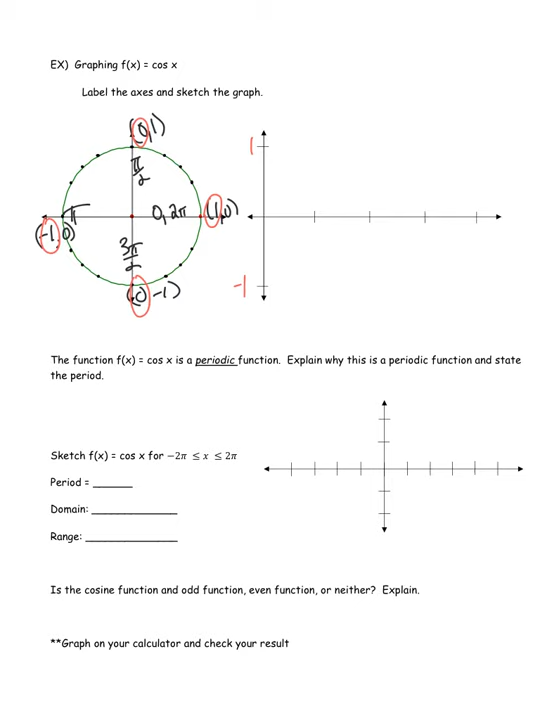 EX) Graphing f(x) = cos x
Label the axes and sketch the graph.
(0,1)
1
π/2
π
0, 2π
(1,0)
(-1,0)
3π/2
(0,-1)
-1
The function f(x) = cos x is a periodic function. Explain why this is a periodic function and state
the period.
Sketch f(x) = cos x for −2π ≤ x ≤ 2π
Period = ______
Domain: _____________
Range: ______________
Is the cosine function and odd function, even function, or neither? Explain.
**Graph on your calculator and check your result